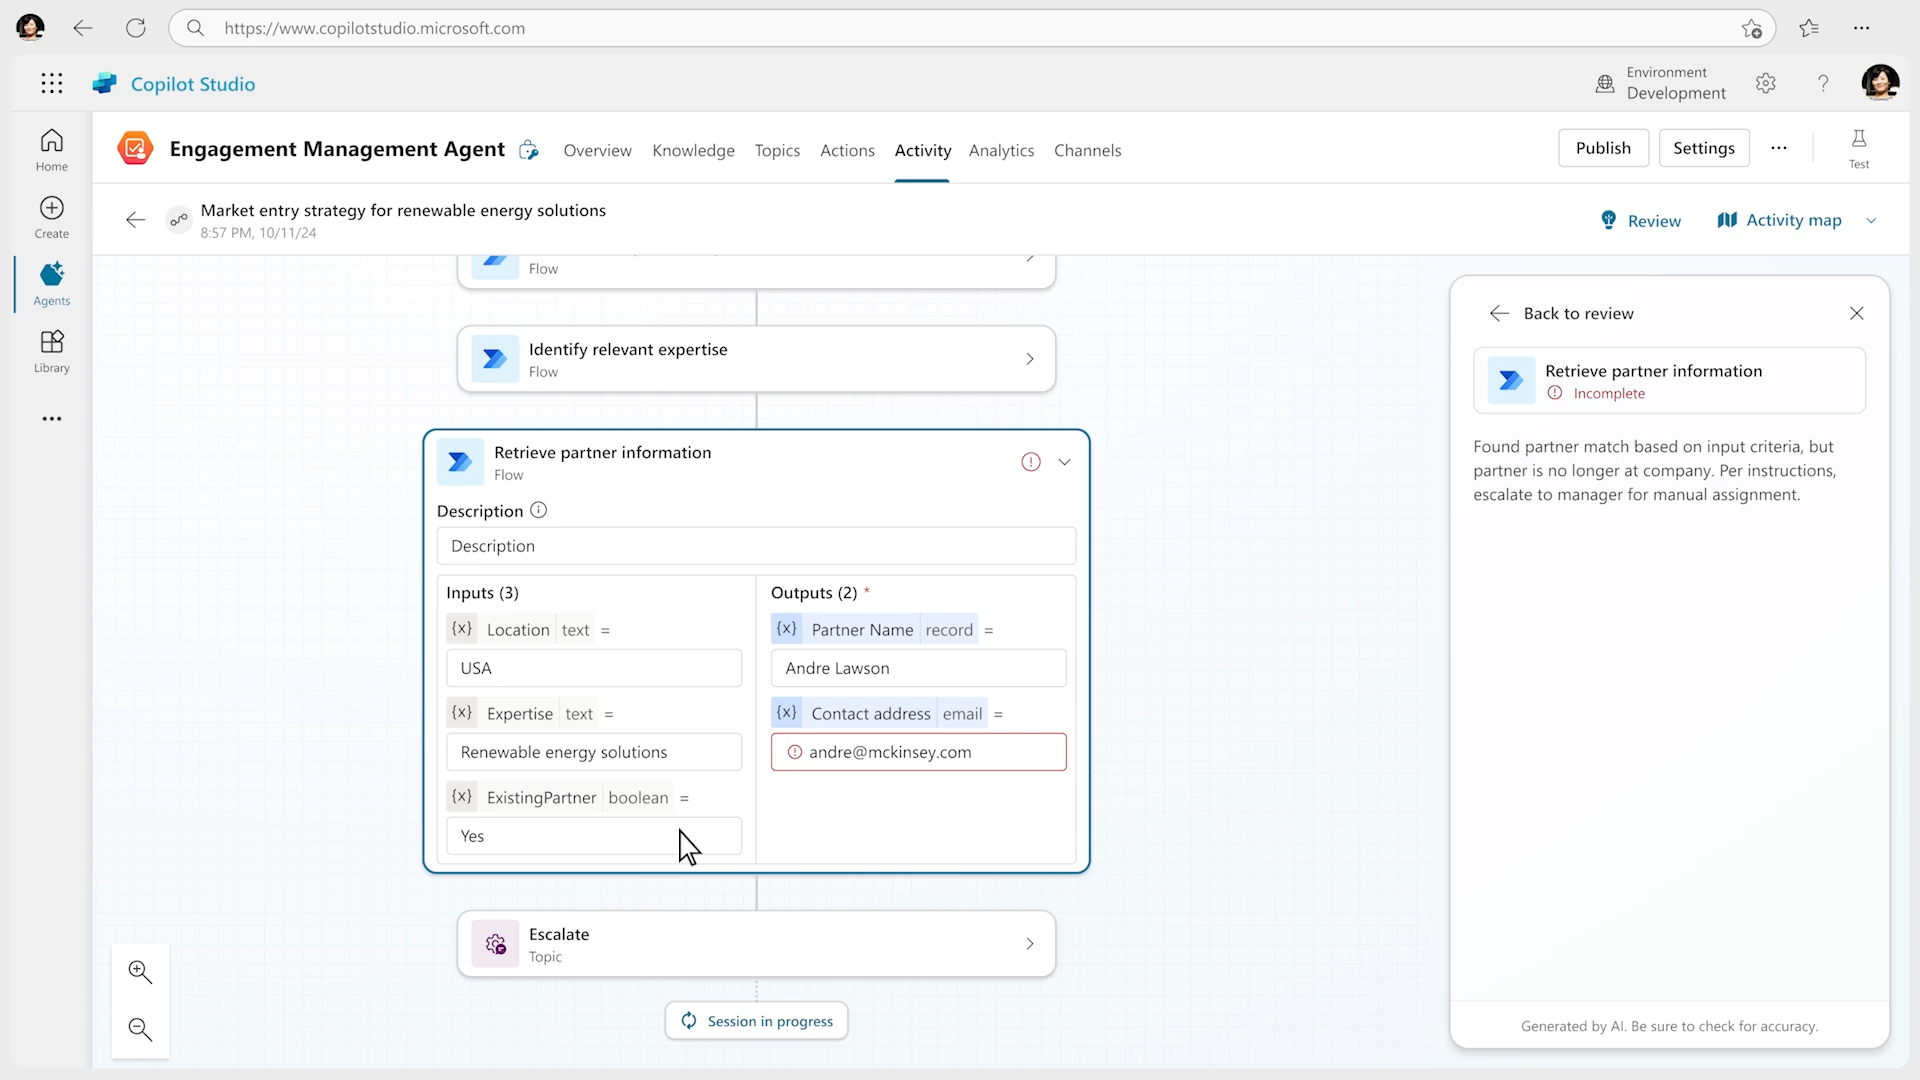 https://www.copilotstudio.microsoft.com
Copilot Studio
Environment
Development
?
Home
Create
Agents
Library
Engagement Management Agent
Overview
Knowledge
Topics
Actions
Activity
Analytics
Channels
Publish
Settings
Test
Market entry strategy for renewable energy solutions
8:57 PM, 10/11/24
Review
Activity map
Flow
Identify relevant expertise
Flow
Retrieve partner information
Flow
Description
Description
Inputs (3)
{x} Location text =
USA
{x} Expertise text =
Renewable energy solutions
{x} ExistingPartner boolean =
Yes
Outputs (2) *
{x} Partner Name record =
Andre Lawson
{x} Contact address email =
andre@mckinsey.com
Escalate
Topic
Session in progress
Back to review
Retrieve partner information
Incomplete
Found partner match based on input criteria, but
partner is no longer at company. Per instructions,
escalate to manager for manual assignment.
Generated by AI. Be sure to check for accuracy.